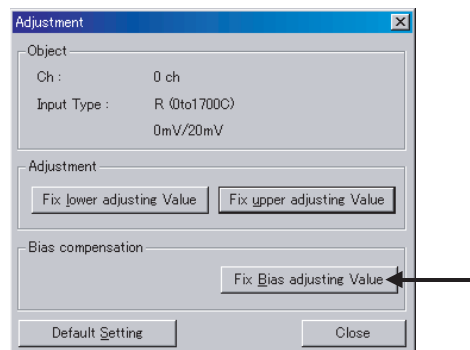 Adjustment
Object
Ch : 0 ch
Input Type : R (0to1700C)
0mV/20mV
Adjustment
Fix lower adjusting Value Fix upper adjusting Value
Bias compensation
Fix Bias adjusting Value
Default Setting Close